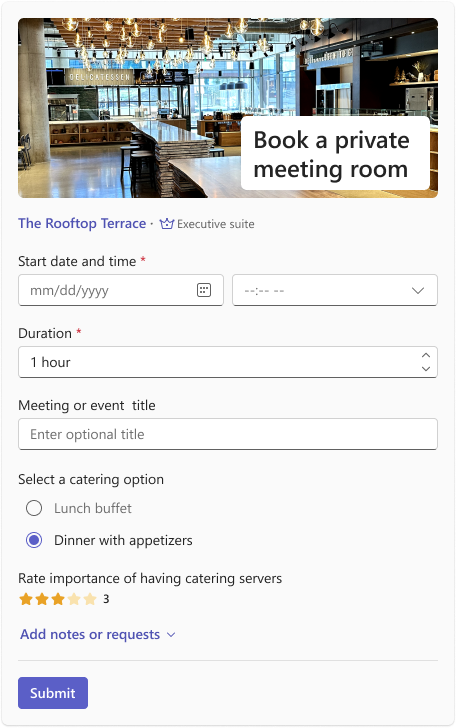 DELICATESSEN
Book a private
meeting room
The Rooftop Terrace · Executive suite
Start date and time *
mm/dd/yyyy
--:-- --
Duration *
1 hour
Meeting or event title
Enter optional title
Select a catering option
Lunch buffet
Dinner with appetizers
Rate importance of having catering servers
3
Add notes or requests
Submit